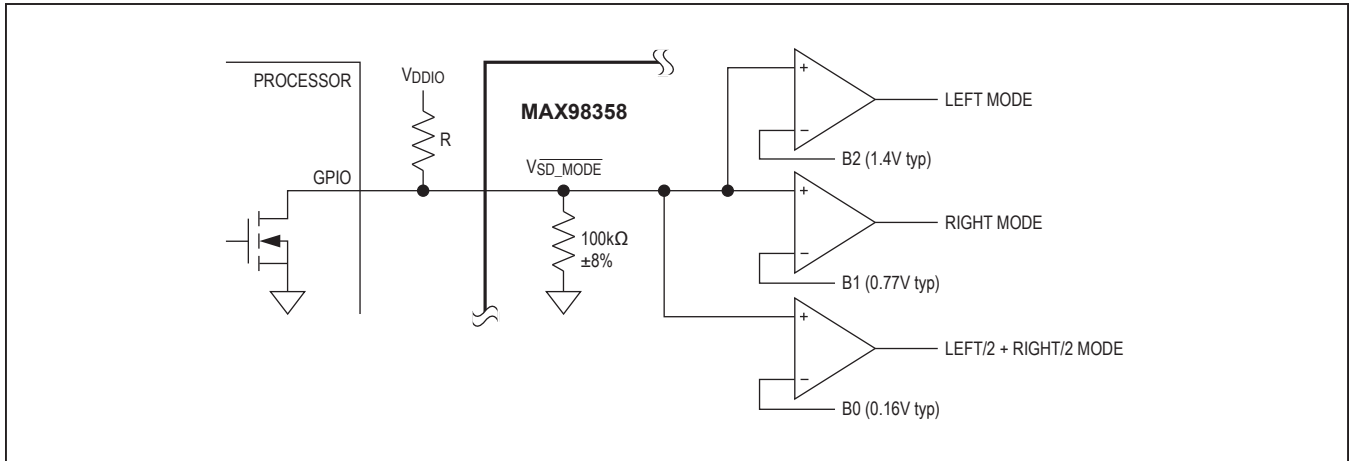 PROCESSOR
VDDIO
R
GPIO
MAX98358
VSD_MODE
100kΩ
±8%
+
−
LEFT MODE
B2 (1.4V typ)
+
−
RIGHT MODE
B1 (0.77V typ)
+
−
LEFT/2 + RIGHT/2 MODE
B0 (0.16V typ)